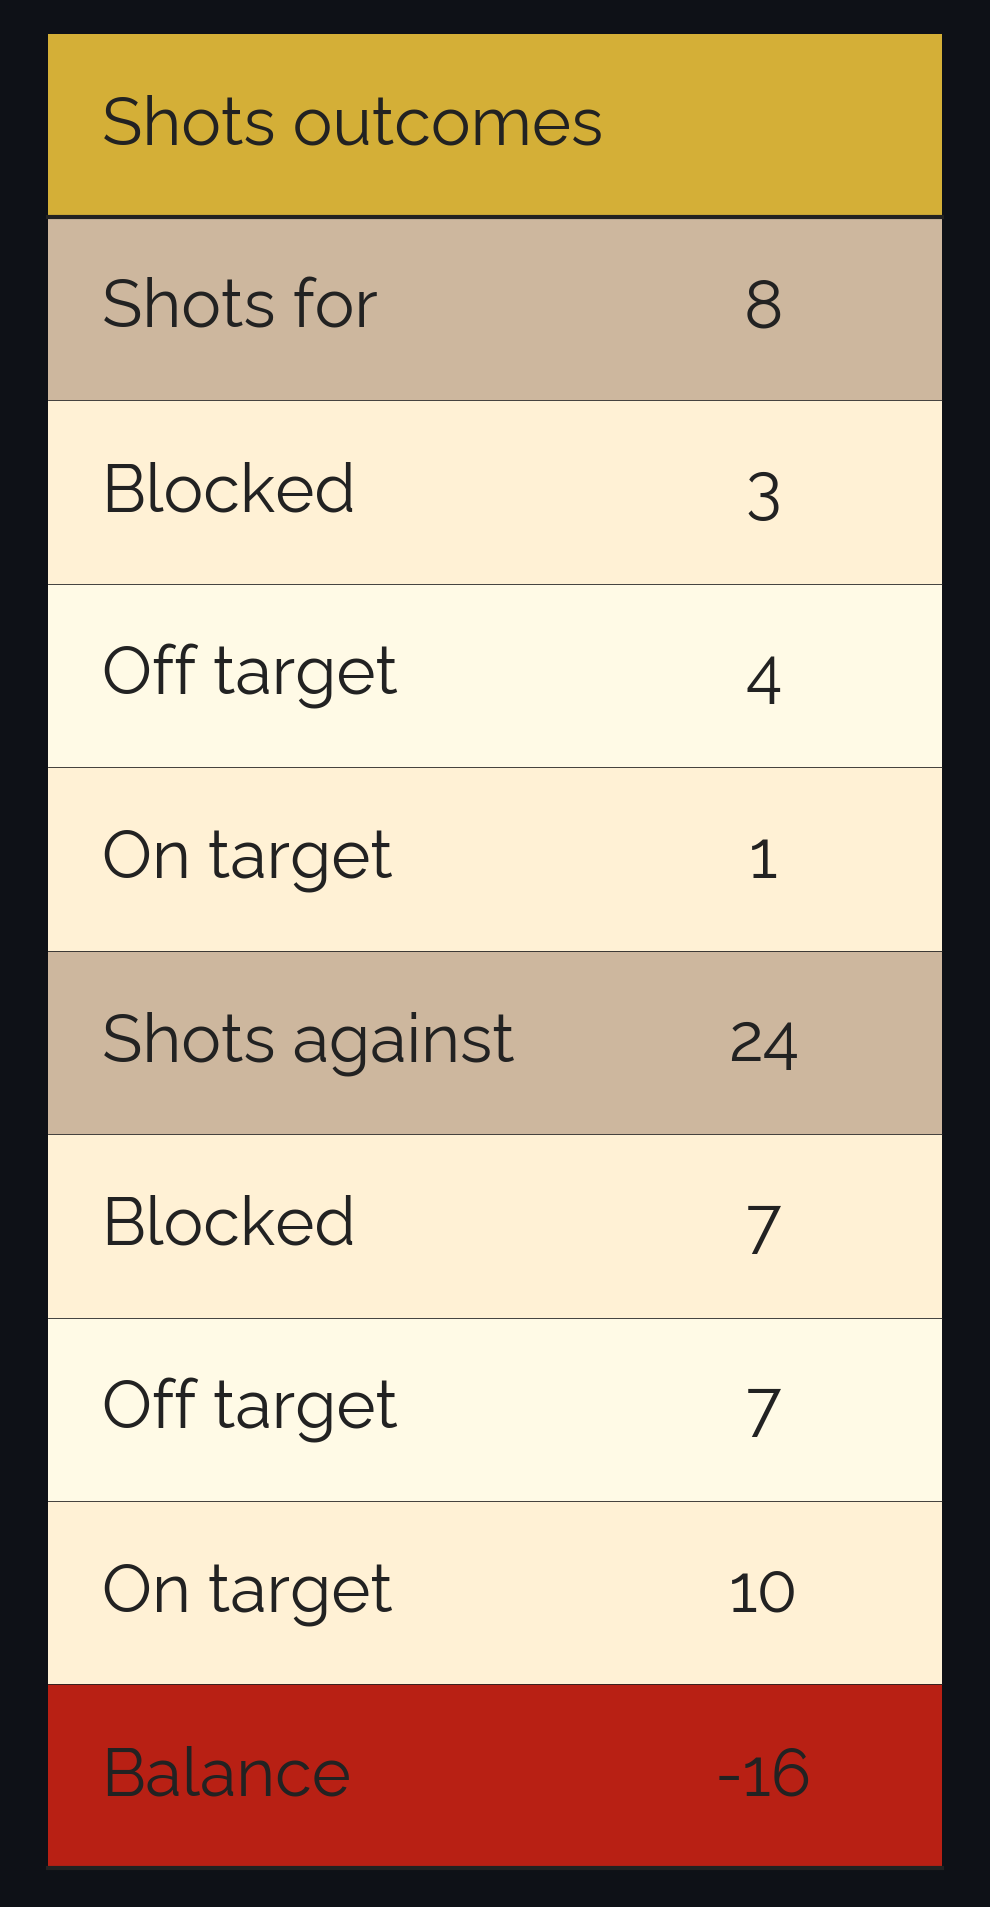 Shots outcomes
Shots for 8
Blocked 3
Off target 4
On target 1
Shots against 24
Blocked 7
Off target 7
On target 10
Balance -16